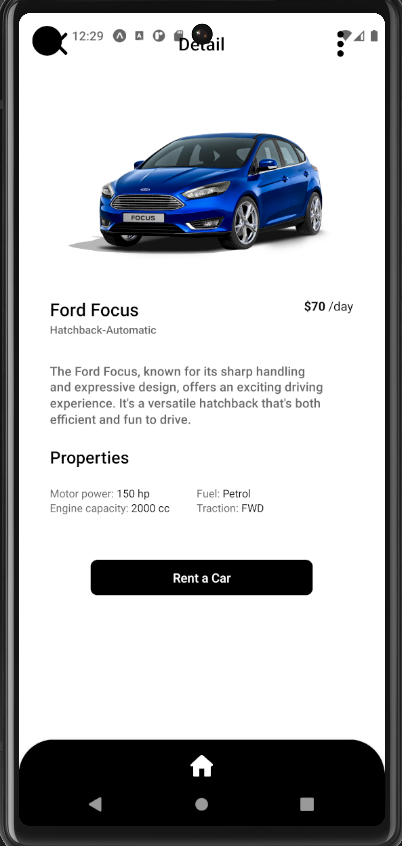 12:29
Detail
FOCUS
Ford Focus
$70 /day
Hatchback-Automatic
The Ford Focus, known for its sharp handling
and expressive design, offers an exciting driving
experience. It's a versatile hatchback that's both
efficient and fun to drive.
Properties
Motor power: 150 hp
Fuel: Petrol
Engine capacity: 2000 cc
Traction: FWD
Rent a Car